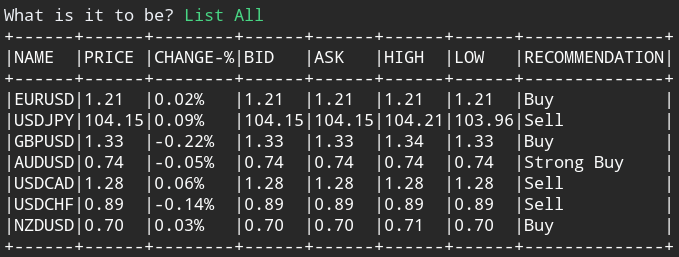 What is it to be? List All
+------+------+--------+------+------+------+------+--------------+
|NAME  |PRICE |CHANGE-%|BID   |ASK   |HIGH  |LOW   |RECOMMENDATION|
+------+------+--------+------+------+------+------+--------------+
|EURUSD|1.21  |0.02%   |1.21  |1.21  |1.21  |1.21  |Buy           |
|USDJPY|104.15|0.09%   |104.15|104.15|104.21|103.96|Sell          |
|GBPUSD|1.33  |-0.22%  |1.33  |1.33  |1.34  |1.33  |Buy           |
|AUDUSD|0.74  |-0.05%  |0.74  |0.74  |0.74  |0.74  |Strong Buy    |
|USDCAD|1.28  |0.06%   |1.28  |1.28  |1.28  |1.28  |Sell          |
|USDCHF|0.89  |-0.14%  |0.89  |0.89  |0.89  |0.89  |Sell          |
|NZDUSD|0.70  |0.03%   |0.70  |0.70  |0.71  |0.70  |Buy           |
+------+------+--------+------+------+------+------+--------------+